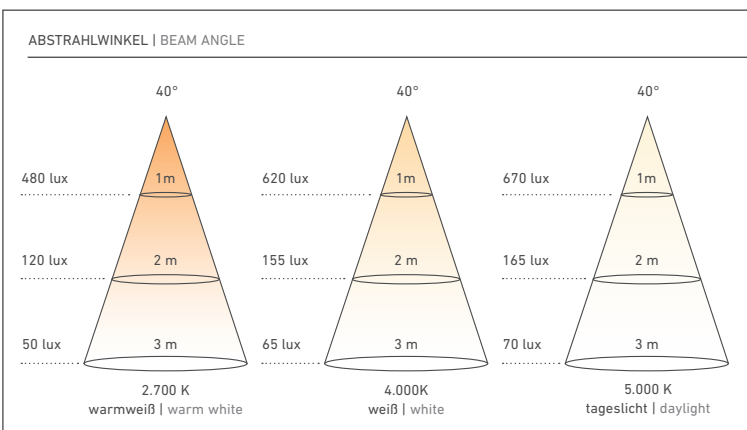 ABSTRAHLWINKEL | BEAM ANGLE
40° 40° 40°
480 lux 1m 620 lux 1m 670 lux 1m
120 lux 2 m 155 lux 2 m 165 lux 2 m
50 lux 3 m 65 lux 3 m 70 lux 3 m
2.700 K 4.000K 5.000 K
warmweiß | warm white weiß | white tageslicht | daylight